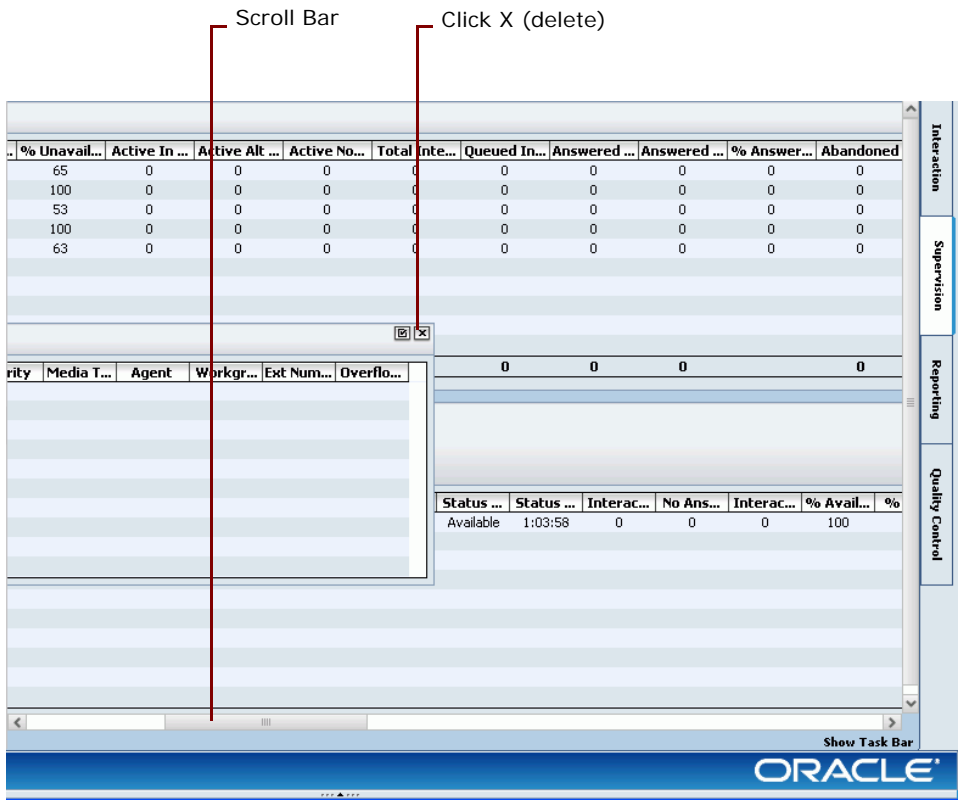 Scroll Bar Click X (delete)
.. % Unavail... Active In ... Active Alt ... Active No... Total Inte... Queued In... Answered ... Answered ... % Answer... Abandoned
65 0 0 0 0 0 0 0 0 0
100 0 0 0 0 0 0 0 0 0
53 0 0 0 0 0 0 0 0 0
100 0 0 0 0 0 0 0 0 0
63 0 0 0 0 0 0 0 0 0
0 0 0 0
rity Media T... Agent Workgr... Ext Num... Overflo...
Status ... Status ... Interac... No Ans... Interac... % Avail... %
Available 1:03:58 0 0 0 100
Interaction
Supervision
Reporting
Quality Control
Show Task Bar
ORACLE